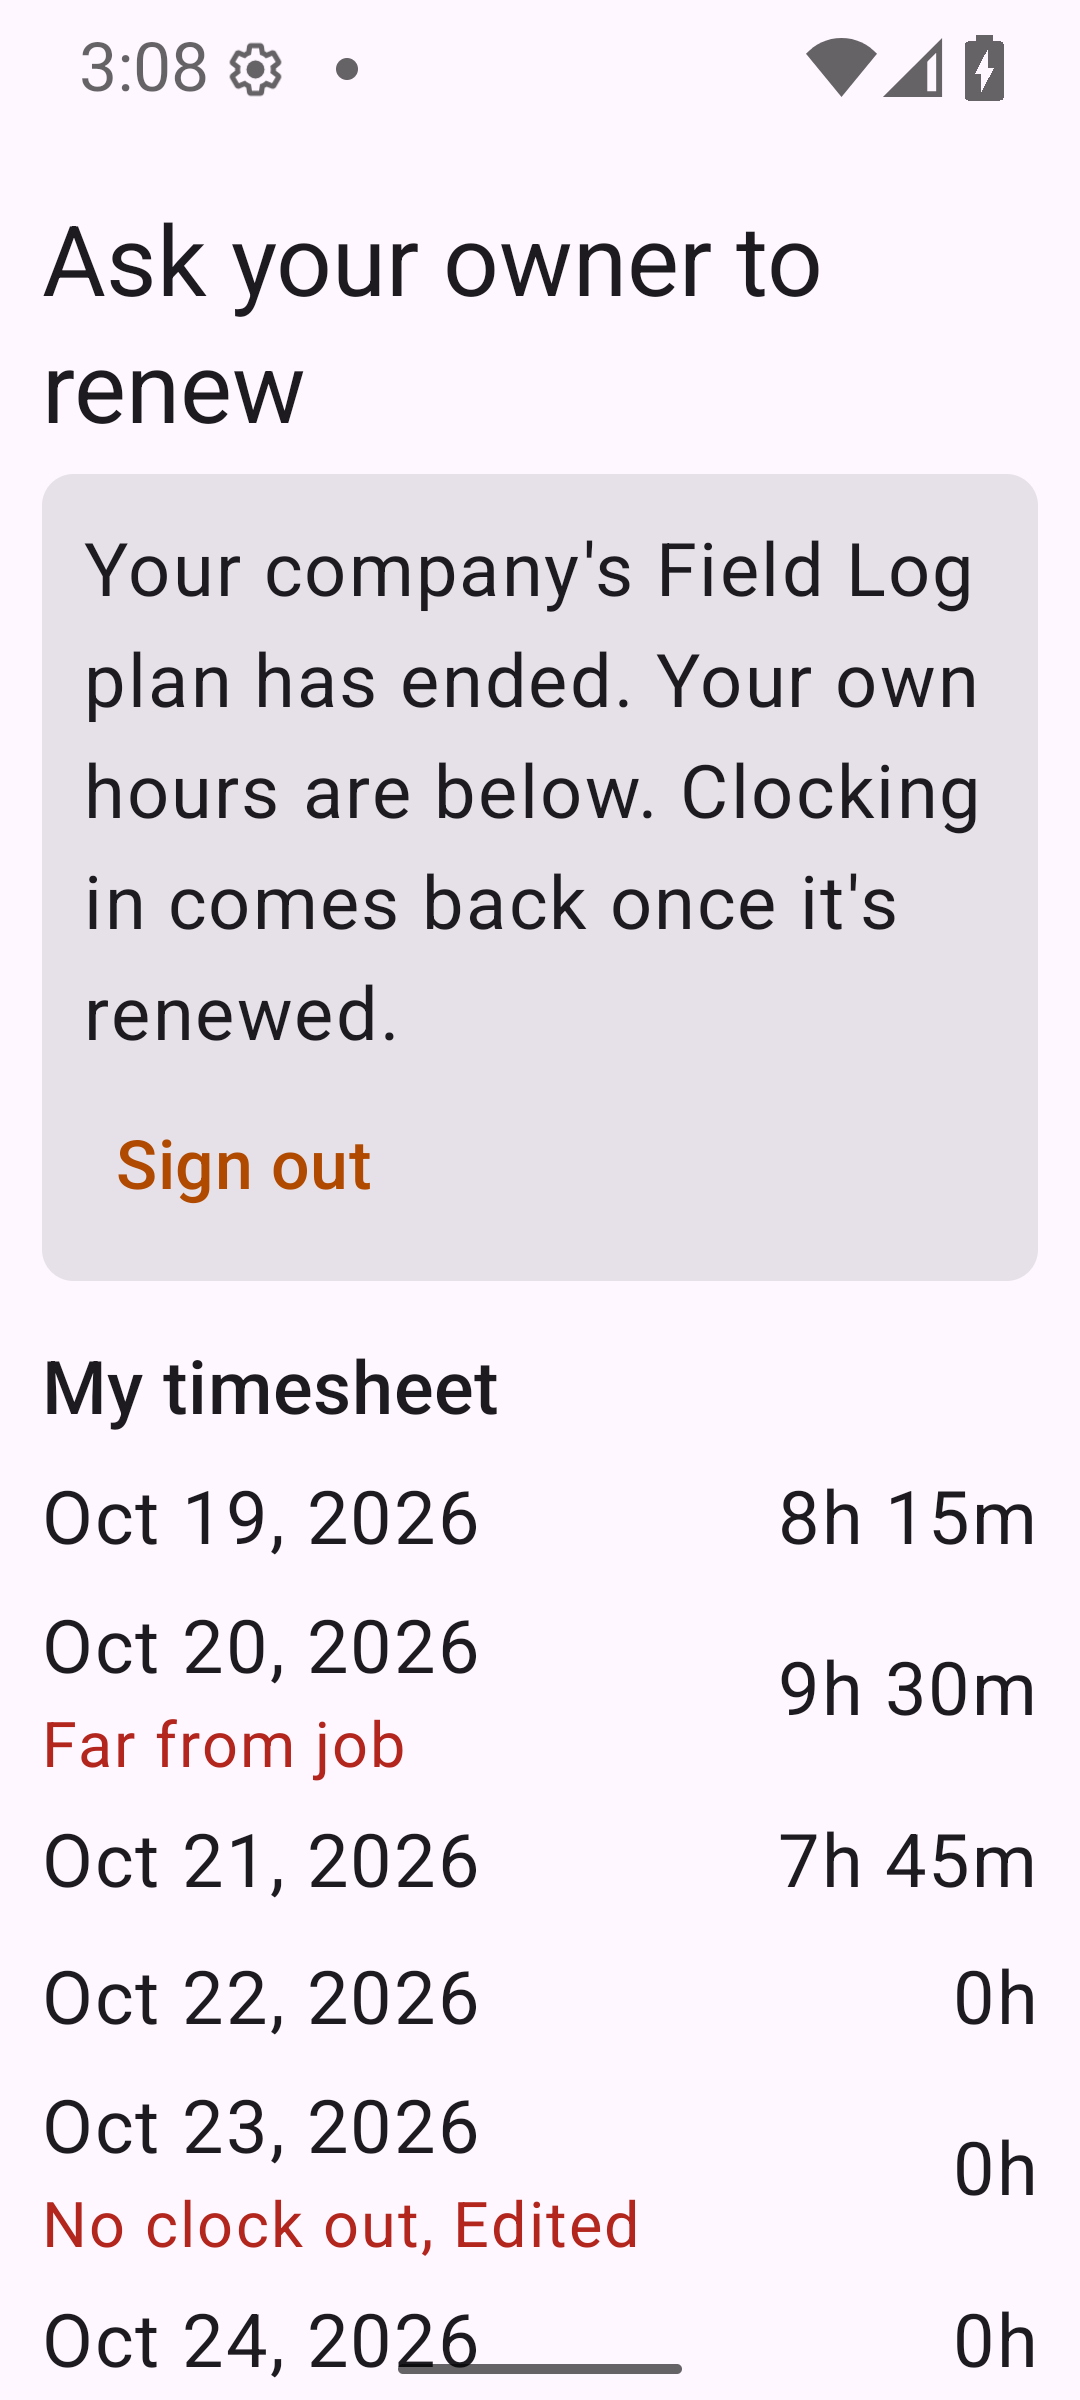 3:08
Ask your owner to
renew
Your company's Field Log
plan has ended. Your own
hours are below. Clocking
in comes back once it's
renewed.
Sign out
My timesheet
Oct 19, 2026 8h 15m
Oct 20, 2026 9h 30m
Far from job
Oct 21, 2026 7h 45m
Oct 22, 2026 0h
Oct 23, 2026 0h
No clock out, Edited
Oct 24, 2026 0h